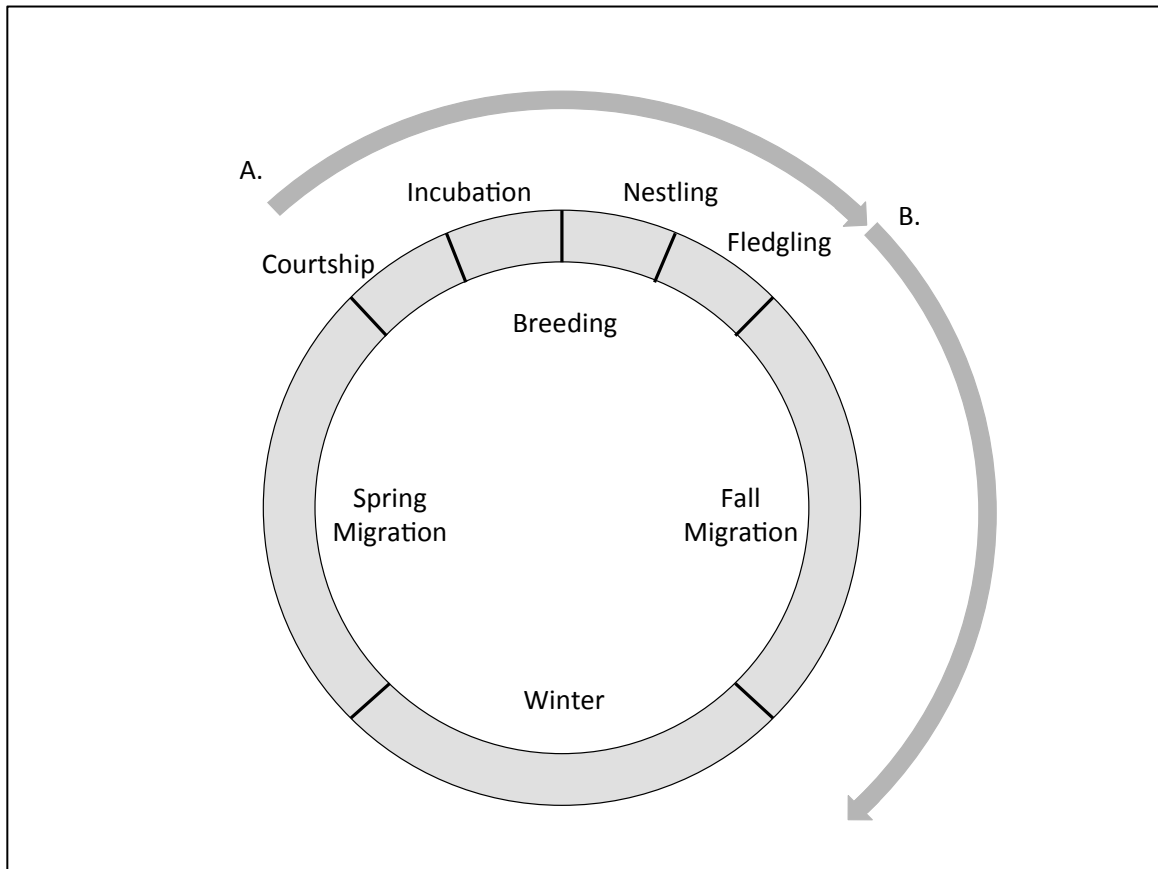 A.
Incubation
Nestling
B.
Courtship
Fledgling
Breeding
Spring
Migration
Fall
Migration
Winter